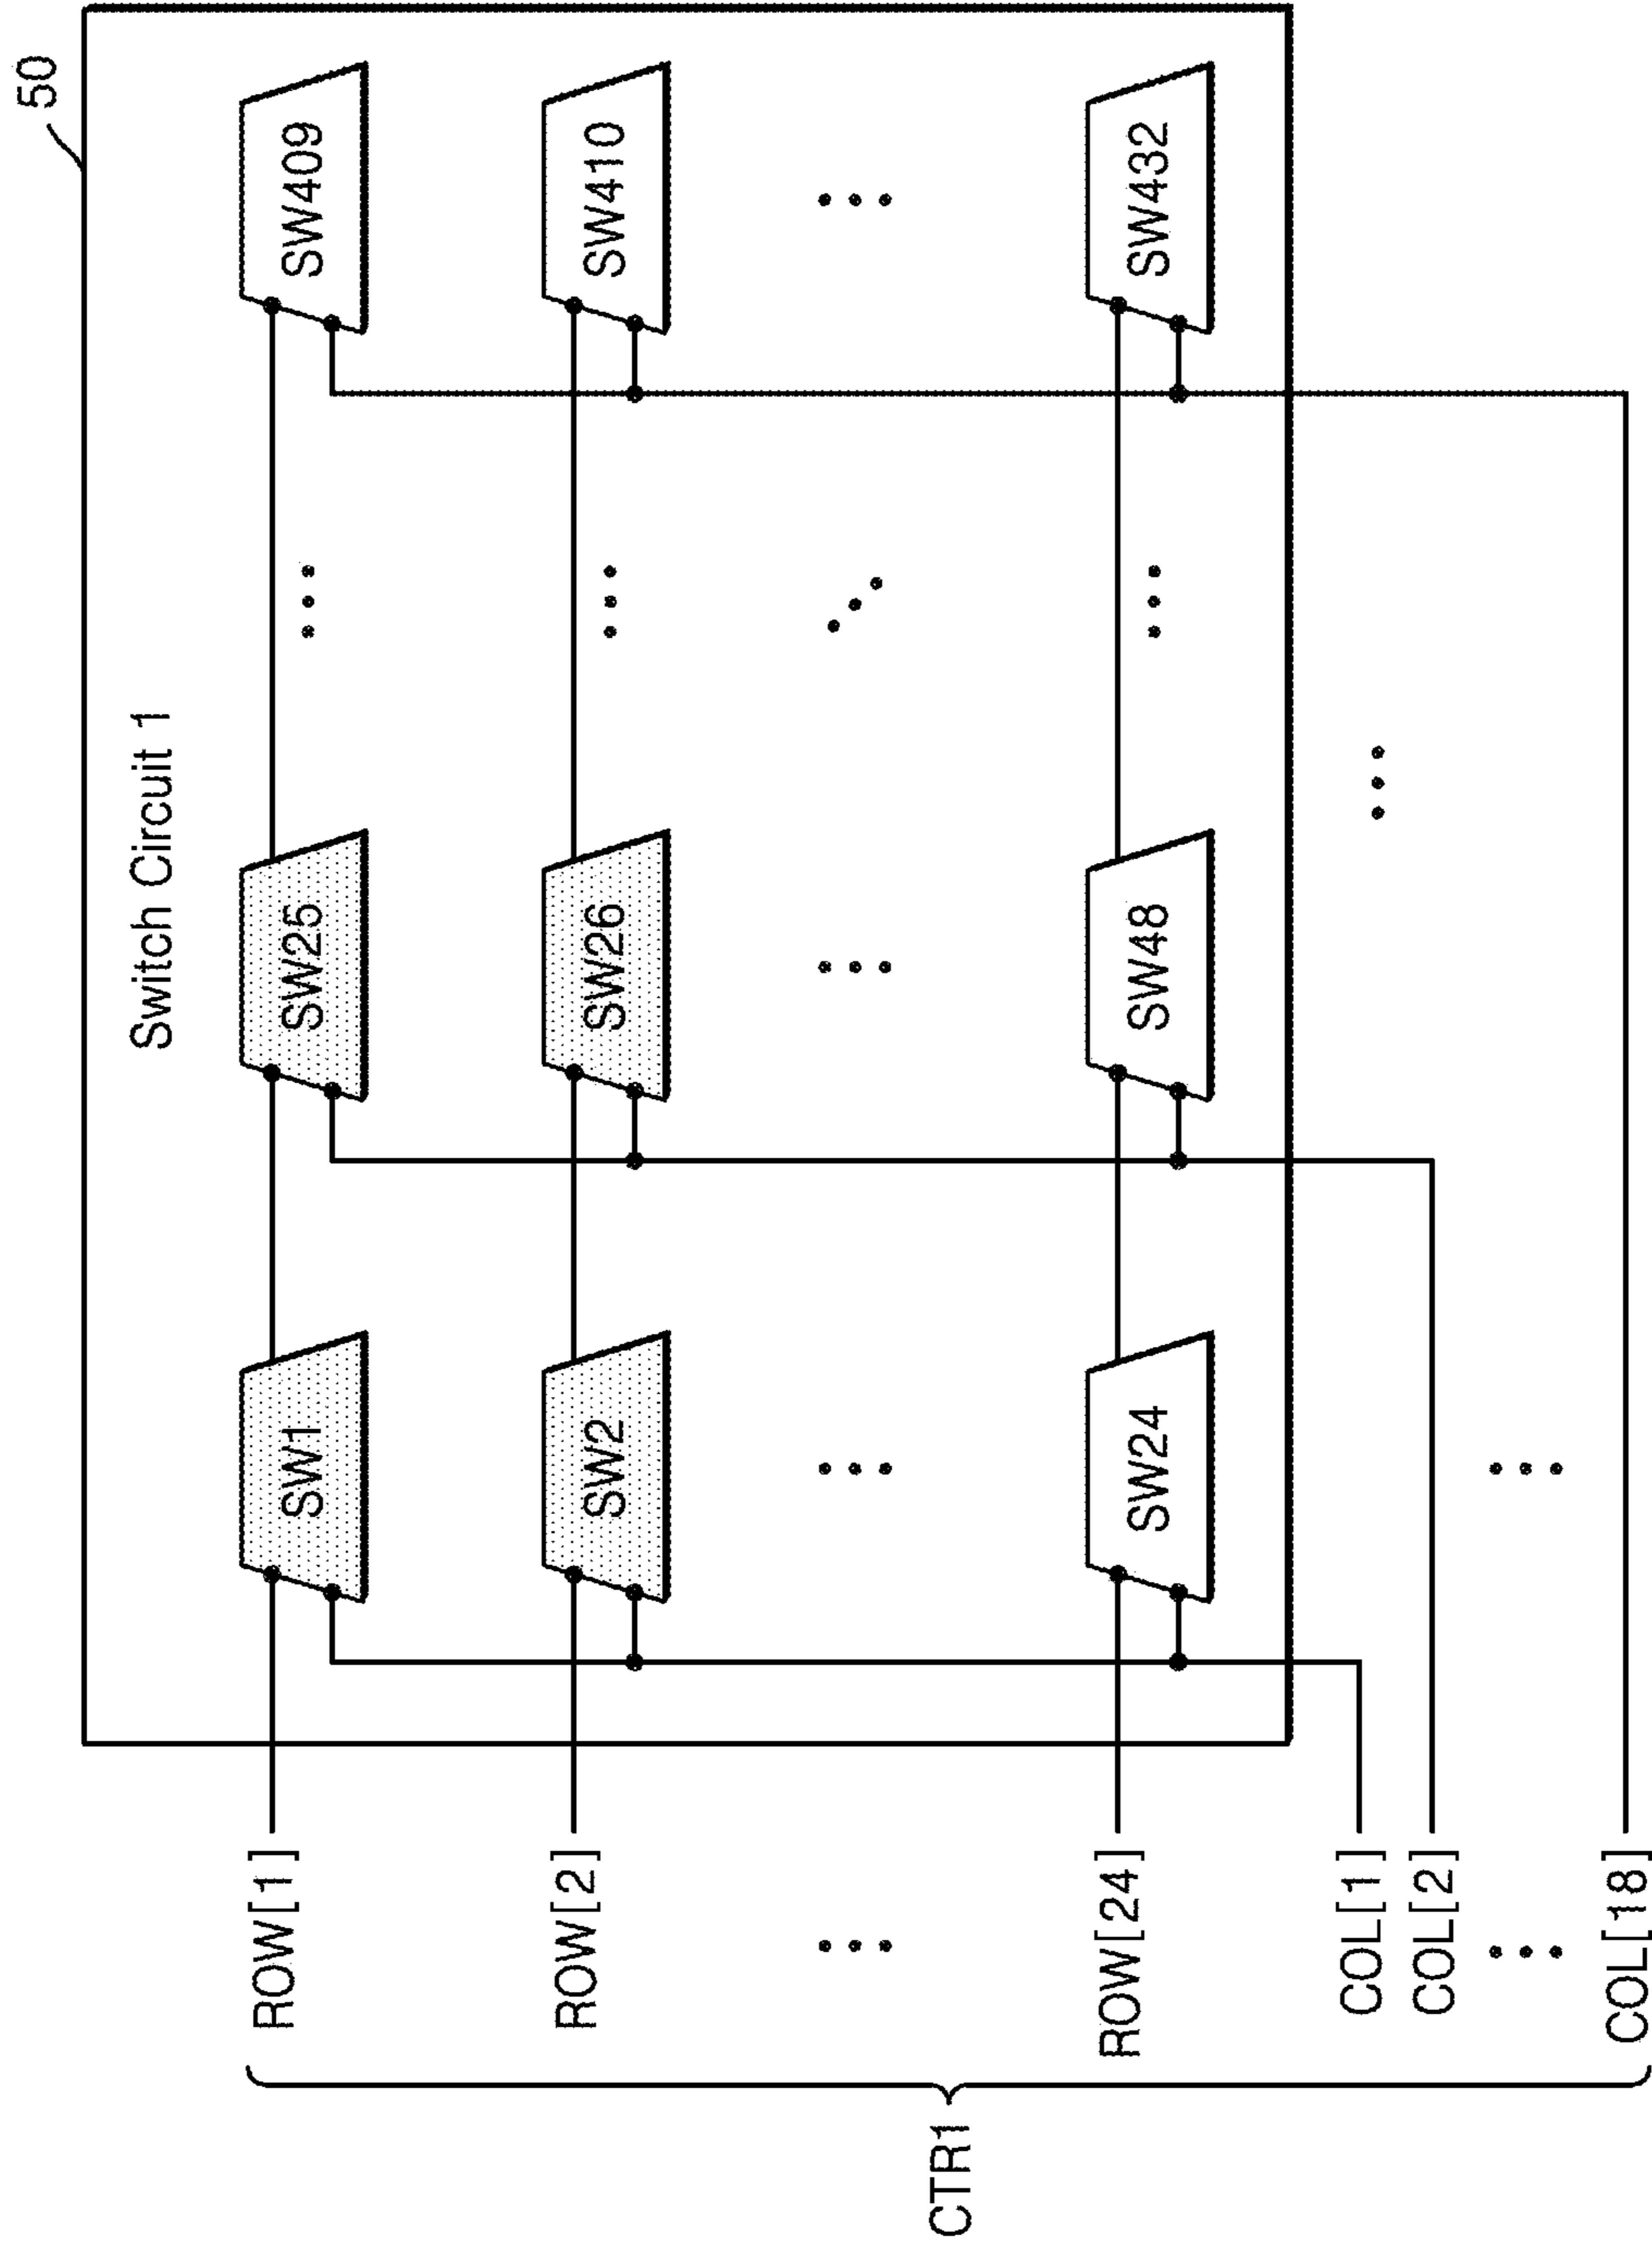 50
Switch Circuit 1
ROW[1]
SW1
SW25
SW409
ROW[2]
SW2
SW26
SW410
ROW[24]
SW24
SW48
SW432
CTR1
COL[1]
COL[2]
COL[18]